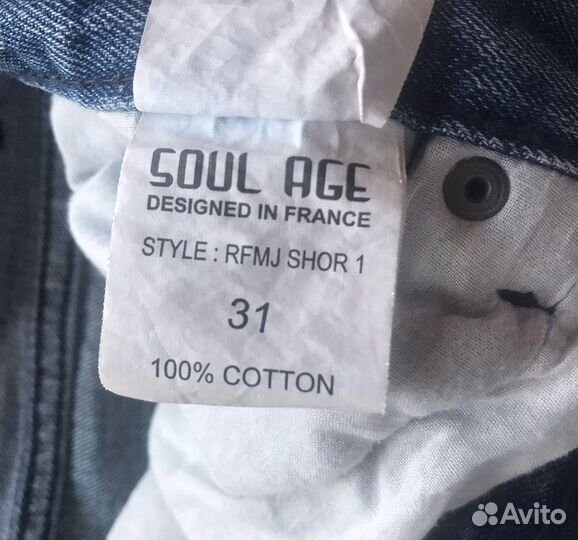 SOUL AGE
DESIGNED IN FRANCE
STYLE : RFMJ SHOR 1
31
100% COTTON
Avito